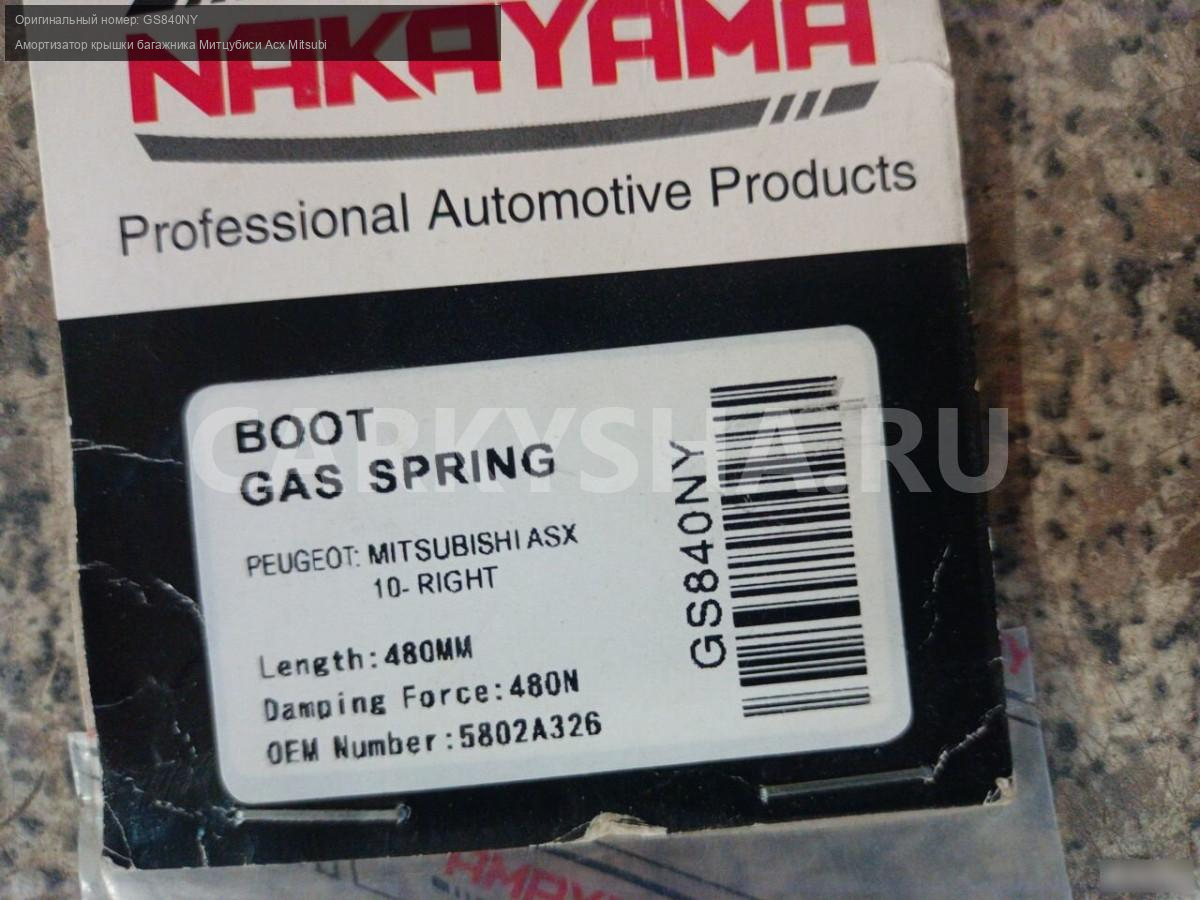 Оригинальный номер: GS840NY
Амортизатор крышки багажника Митцубиси Асх Mitsubi
NAKAYAMA
Professional Automotive Products
CARKYSHA.RU
BOOT
GAS SPRING
PEUGEOT: MITSUBISHI ASX
10- RIGHT
Length:480MM
Damping Force:480N
OEM Number:5802A326
GS840NY